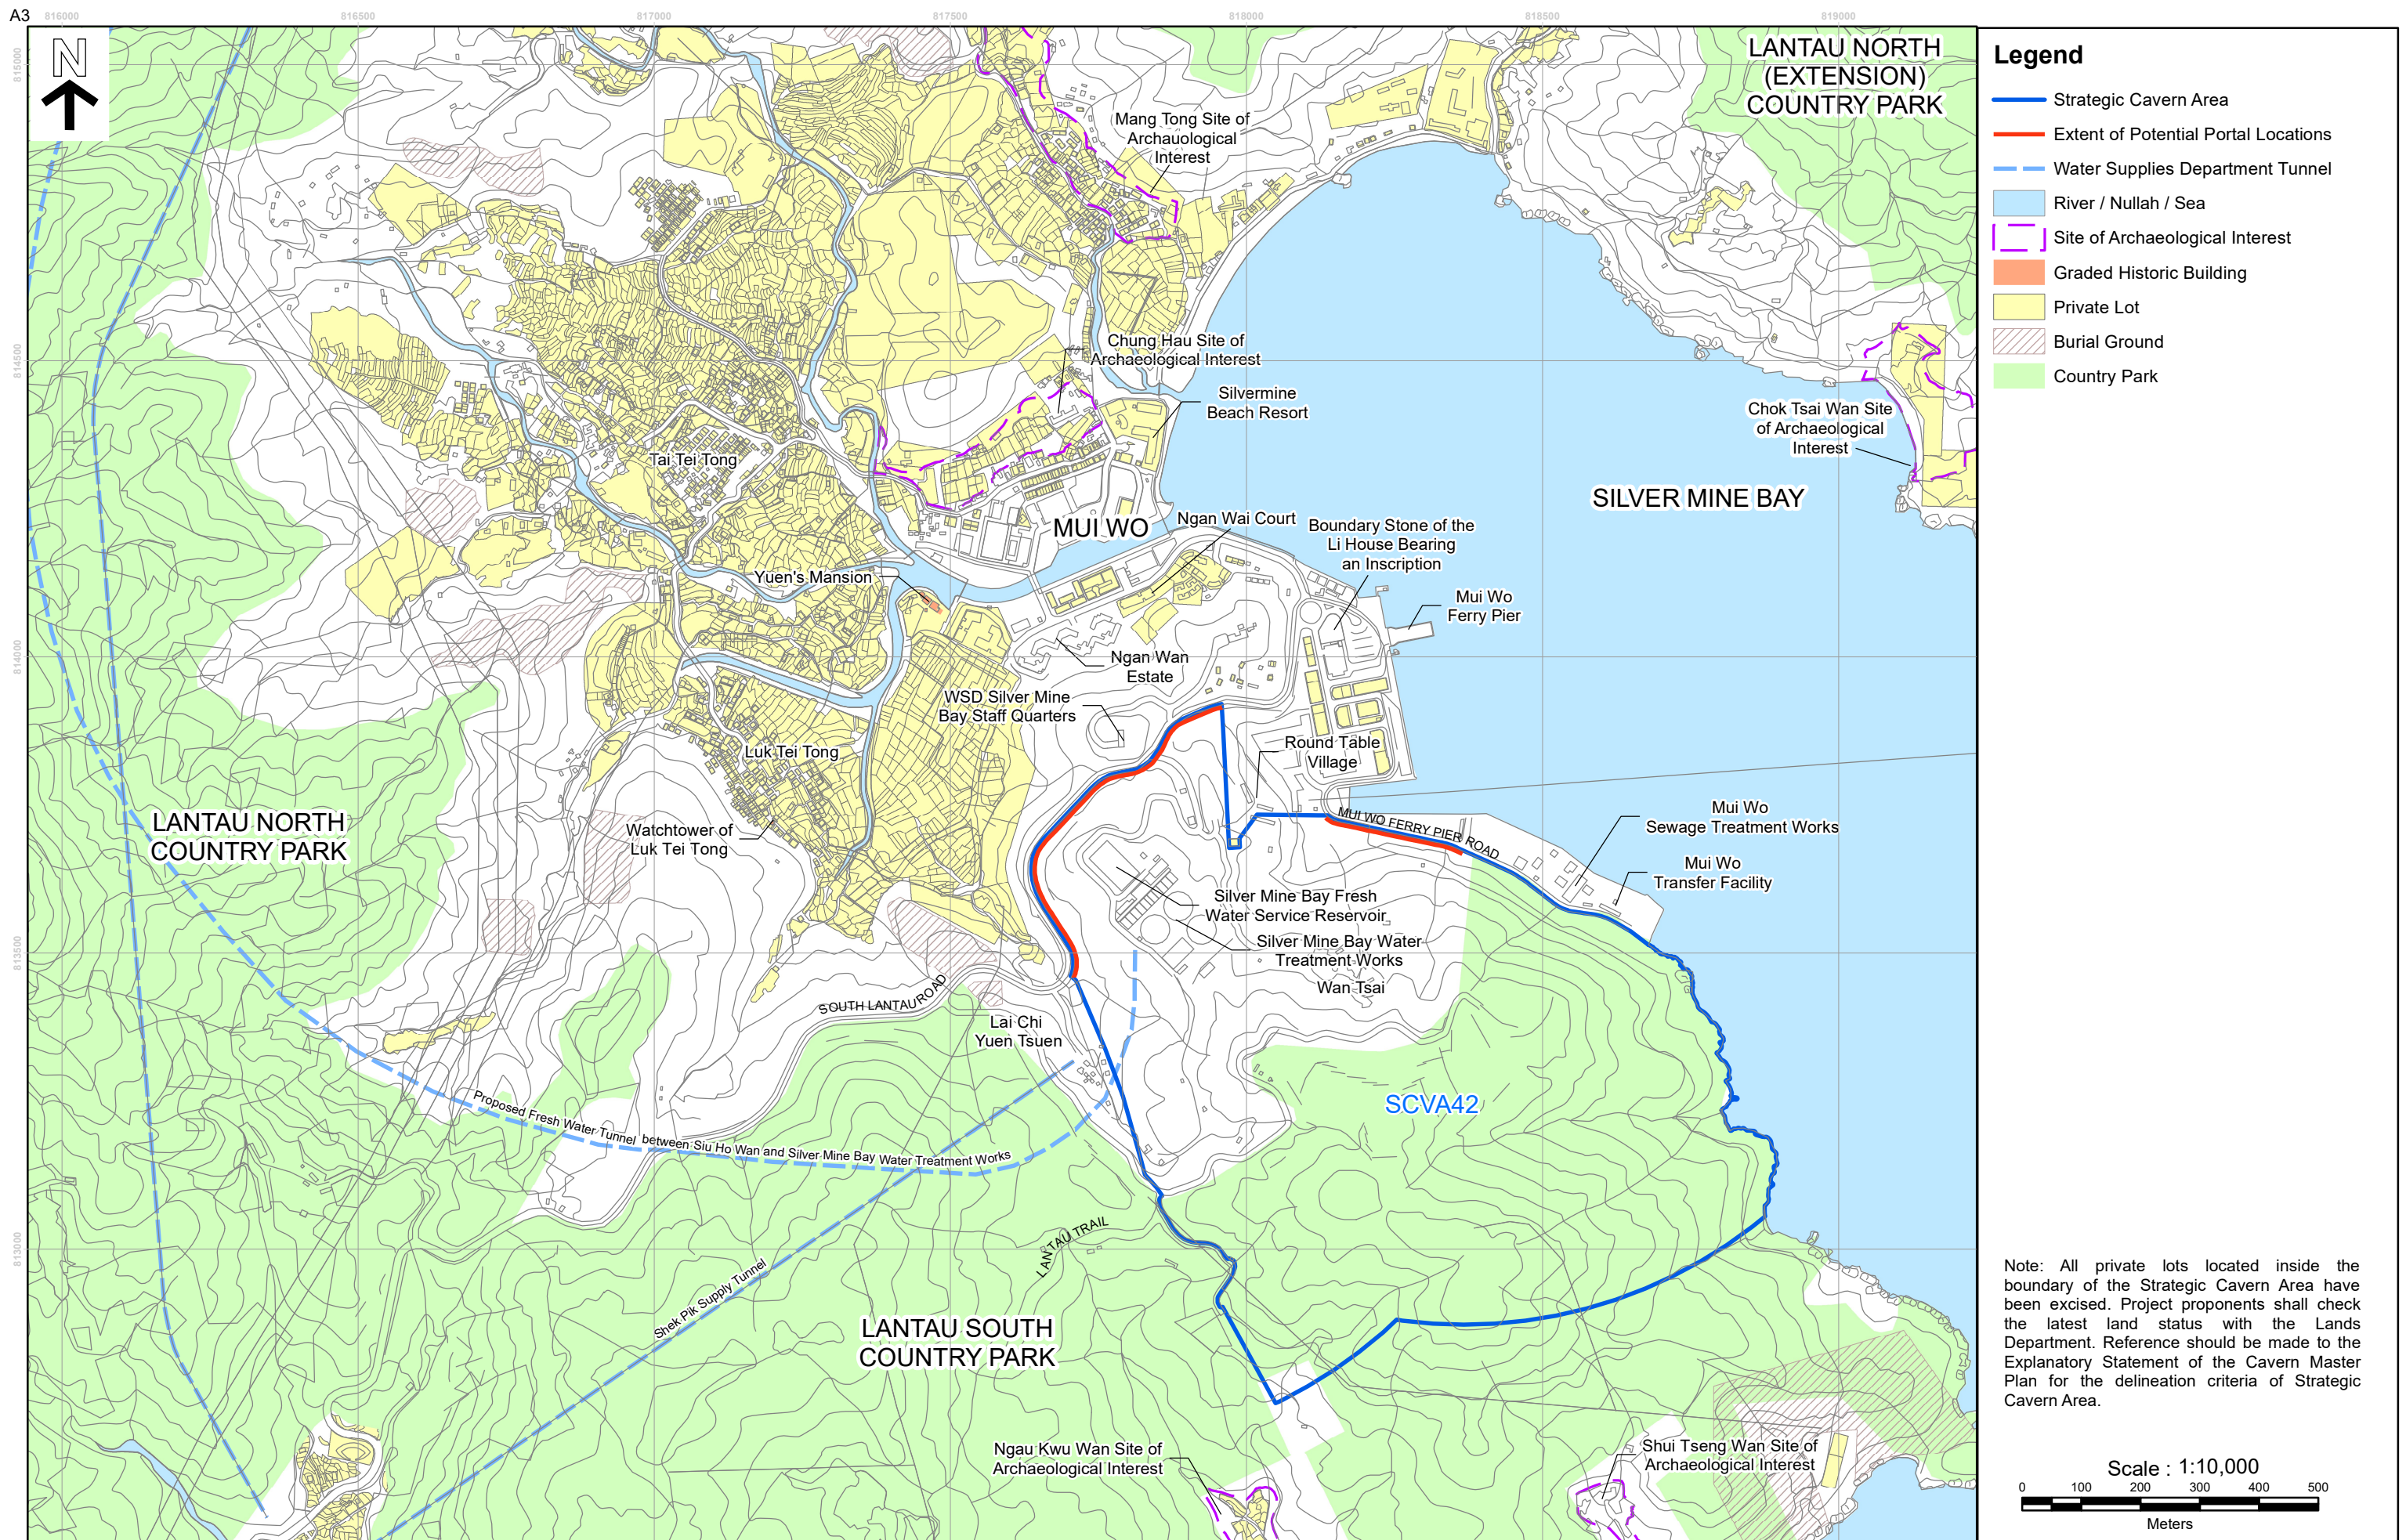 A3
816000
816500
817000
817500
818000
818500
819000
815000
814500
814000
813500
813000
N
LANTAU NORTH
(EXTENSION)
COUNTRY PARK
Mang Tong Site of
Archauological
Interest
Chung Hau Site of
Archaeological Interest
Silvermine
Beach Resort
Chok Tsai Wan Site
of Archaeological
Interest
Tai Tei Tong
SILVER MINE BAY
MUI WO
Ngan Wai Court
Boundary Stone of the
Li House Bearing
an Inscription
Yuen's Mansion
Mui Wo
Ferry Pier
Ngan Wan
Estate
WSD Silver Mine
Bay Staff Quarters
Luk Tei Tong
Round Table
Village
Watchtower of
Luk Tei Tong
LANTAU NORTH
COUNTRY PARK
MUI WO FERRY PIER ROAD
Mui Wo
Sewage Treatment Works
Mui Wo
Transfer Facility
Silver Mine Bay Fresh
Water Service Reservoir
Silver Mine Bay Water
Treatment Works
Wan Tsai
SOUTH LANTAU ROAD
Lai Chi
Yuen Tsuen
SCVA42
Proposed Fresh Water Tunnel between Siu Ho Wan and Silver Mine Bay Water Treatment Works
LANTAU TRAIL
Shek Pik Supply Tunnel
LANTAU SOUTH
COUNTRY PARK
Ngau Kwu Wan Site of
Archaeological Interest
Shui Tseng Wan Site of
Archaeological Interest
Legend
Strategic Cavern Area
Extent of Potential Portal Locations
Water Supplies Department Tunnel
River / Nullah / Sea
Site of Archaeological Interest
Graded Historic Building
Private Lot
Burial Ground
Country Park
Note: All private lots located inside the
boundary of the Strategic Cavern Area have
been excised. Project proponents shall check
the latest land status with the Lands
Department. Reference should be made to the
Explanatory Statement of the Cavern Master
Plan for the delineation criteria of Strategic
Cavern Area.
Scale : 1:10,000
0 100 200 300 400 500
Meters